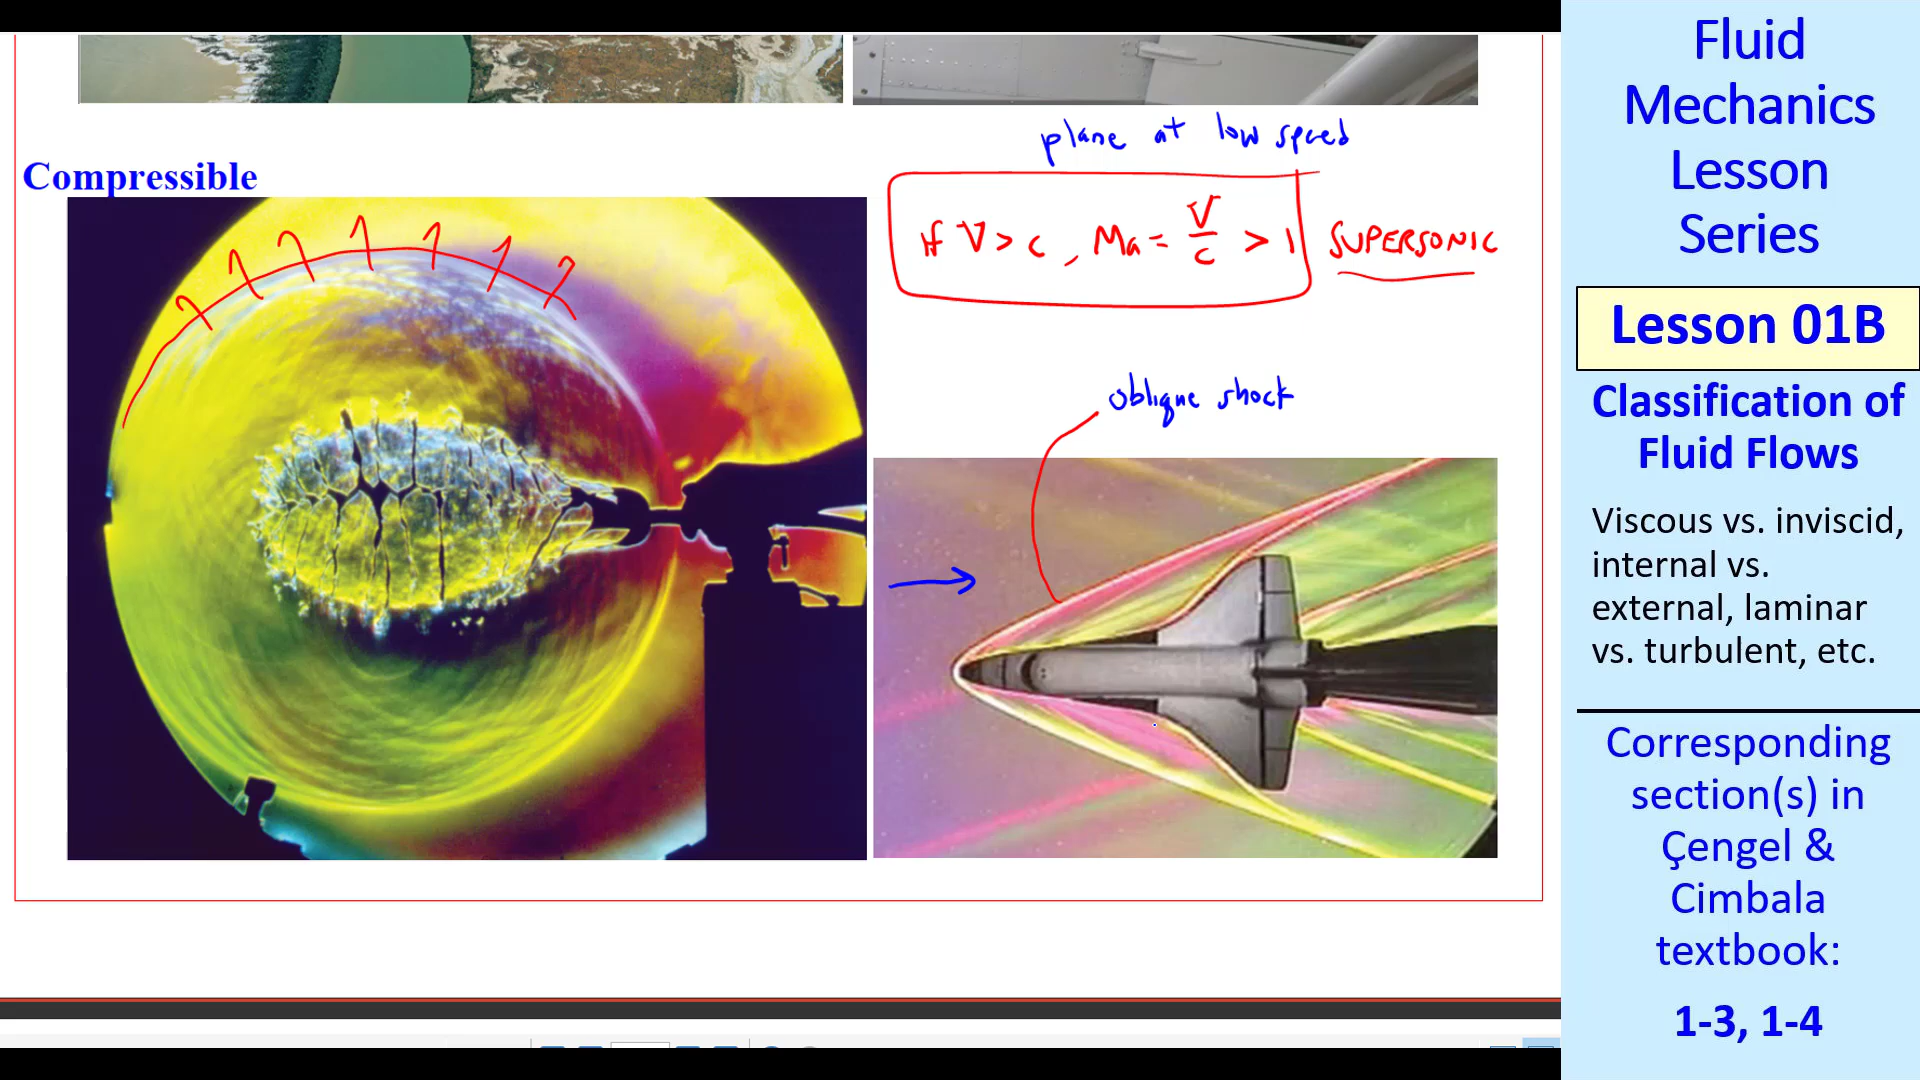 plane at low speed
Compressible
If V > c , Ma = V/c > 1 SUPERSONIC
oblique shock
Fluid
Mechanics
Lesson
Series
Lesson 01B
Classification of
Fluid Flows
Viscous vs. inviscid,
internal vs.
external, laminar
vs. turbulent, etc.
Corresponding
section(s) in
Çengel &
Cimbala
textbook:
1-3, 1-4